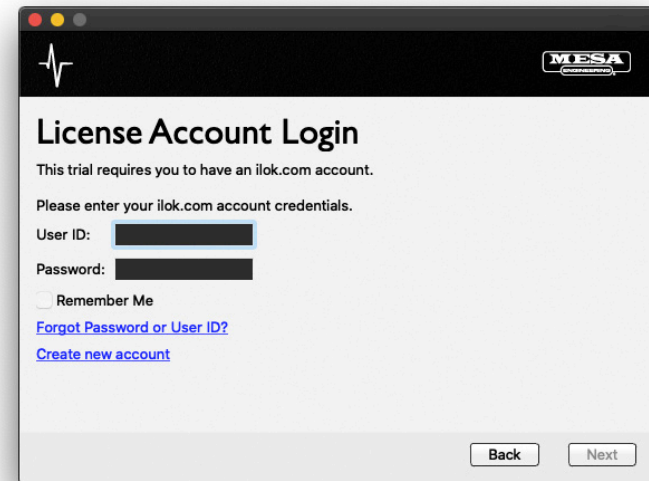 MESA
ENGINEERING
License Account Login
This trial requires you to have an ilok.com account.
Please enter your ilok.com account credentials.
User ID:
Password:
Remember Me
Forgot Password or User ID?
Create new account
Back
Next